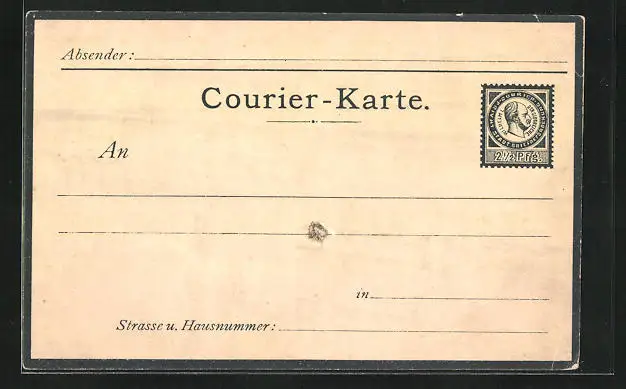 Absender:
Courier-Karte.
An
2½ Pfg.
in
Strasse u. Hausnummer: